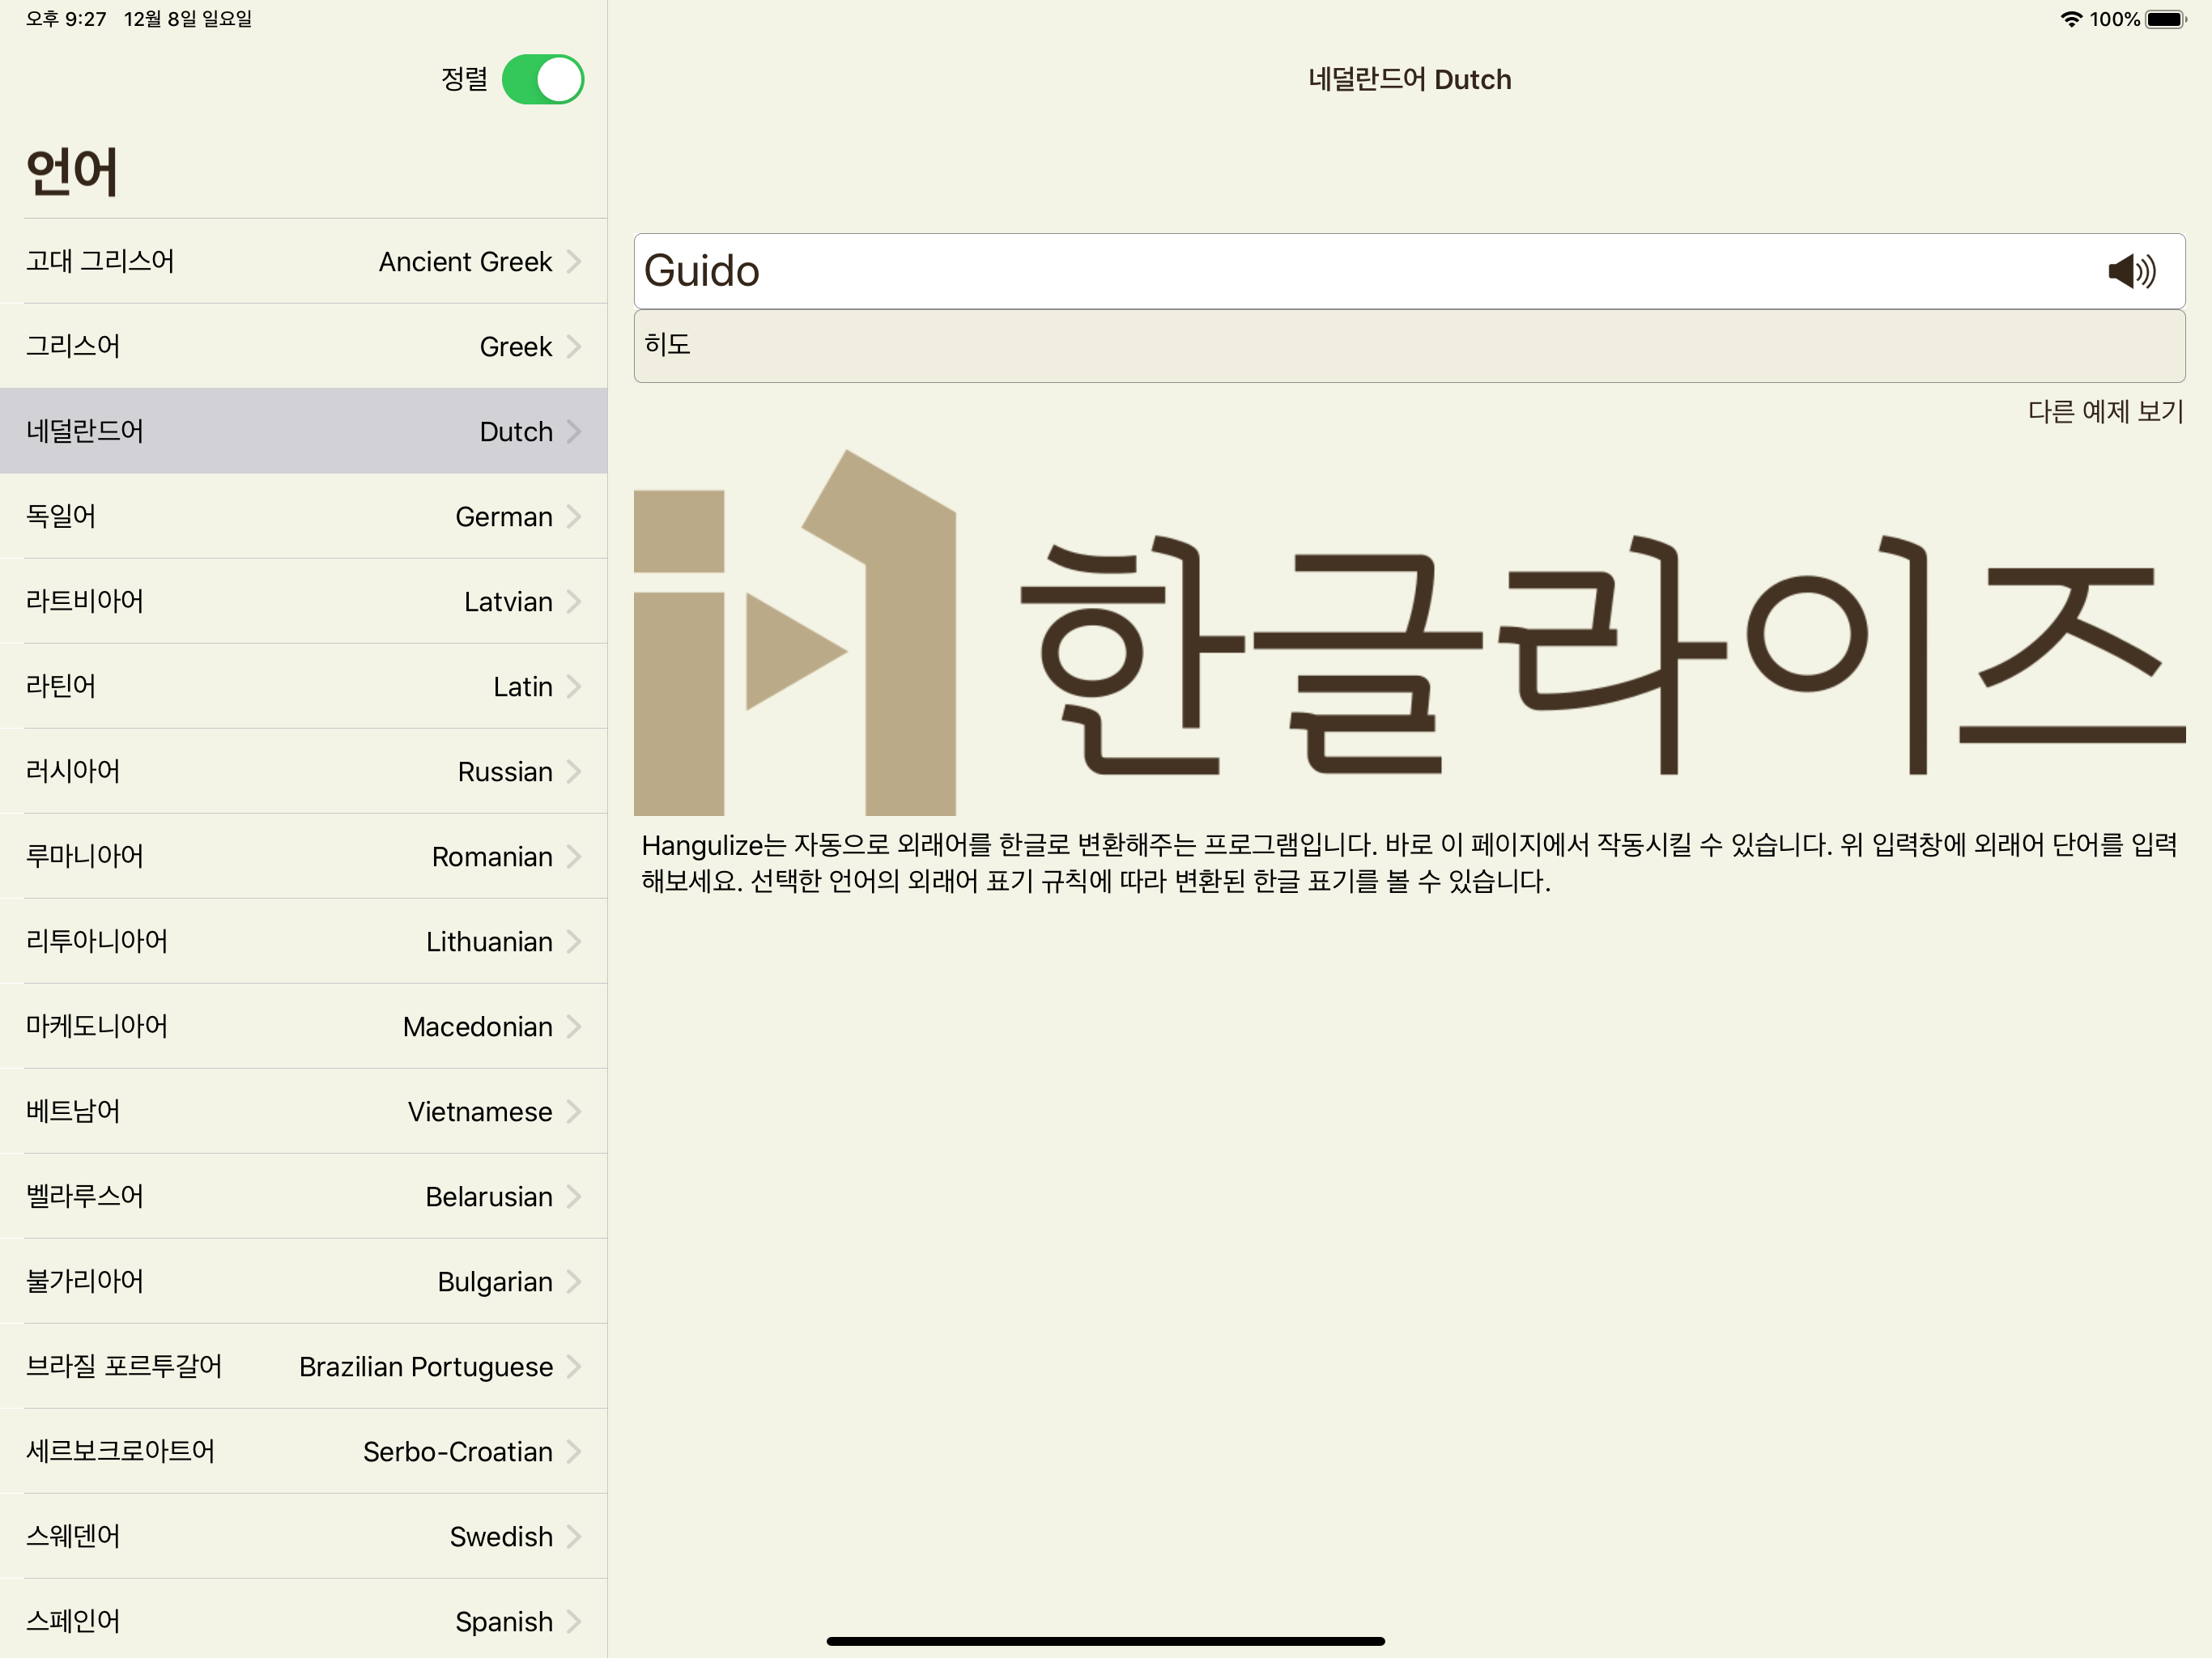 오후 9:27 12월 8일 일요일
100%
정렬
언어
고대 그리스어 Ancient Greek
그리스어 Greek
네덜란드어 Dutch
독일어 German
라트비아어 Latvian
라틴어 Latin
러시아어 Russian
루마니아어 Romanian
리투아니아어 Lithuanian
마케도니아어 Macedonian
베트남어 Vietnamese
벨라루스어 Belarusian
불가리아어 Bulgarian
브라질 포르투갈어 Brazilian Portuguese
세르보크로아트어 Serbo-Croatian
스웨덴어 Swedish
스페인어 Spanish
네덜란드어 Dutch
Guido
히도
다른 예제 보기
한글라이즈
Hangulize는 자동으로 외래어를 한글로 변환해주는 프로그램입니다. 바로 이 페이지에서 작동시킬 수 있습니다. 위 입력창에 외래어 단어를 입력
해보세요. 선택한 언어의 외래어 표기 규칙에 따라 변환된 한글 표기를 볼 수 있습니다.